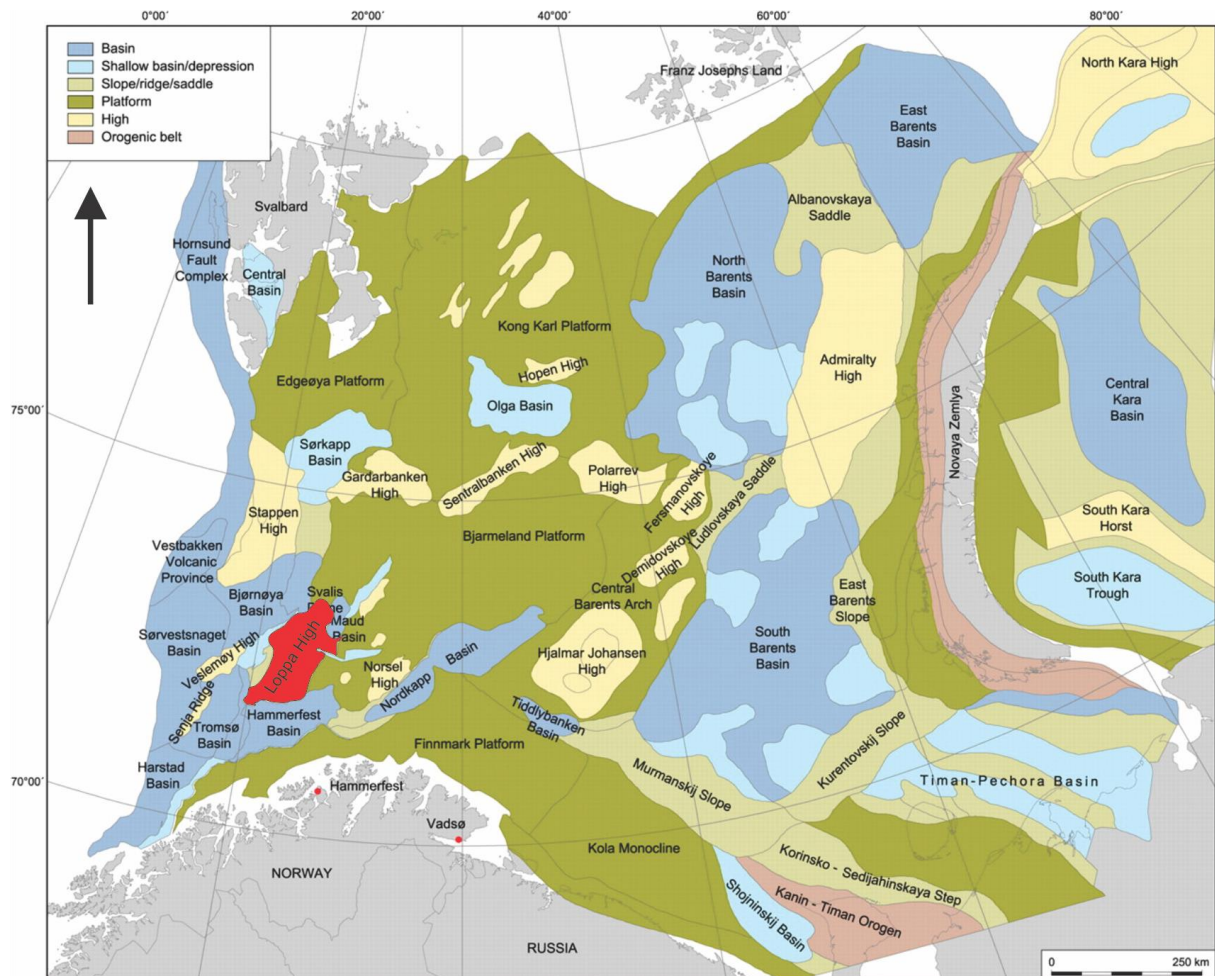 0°00′
20°00′
40°00′
60°00′
80°00′
Basin
Shallow basin/depression
Slope/ridge/saddle
Platform
High
Orogenic belt
Franz Josephs Land
North Kara High
East
Barents
Basin
Svalbard
Albanovskaya
Saddle
Hornsund
Fault
Complex
Central
Basin
North
Barents
Basin
Kong Karl Platform
Hopen High
Edgeøya Platform
Admiralty
High
Novaya Zemlya
Central
Kara
Basin
75°00′
Olga Basin
Sørkapp
Basin
Gardarbanken
High
Sentralbanken High
Polarrev
High
Fersmanovskoye
High
Ludlovskaya Saddle
Stappen
High
South Kara
Horst
Bjarmeland Platform
Vestbakken
Volcanic
Province
Demidovskoye
High
South Kara
Trough
Bjørnøya
Basin
Svalis
Maud
Basin
Central
Barents Arch
East
Barents
Slope
Sørvestsnaget
Basin
Veslemøy High
Loppa High
Norsel
High
Nordkapp
Basin
Hjalmar Johansen
High
South
Barents
Basin
Senja Ridge
Tromsø
Basin
Hammerfest
Basin
Tiddlybanken
Basin
Finnmark Platform
Kurentovskij Slope
Harstad
Basin
70°00′
Murmanskij Slope
Timan-Pechora Basin
Hammerfest
Vadsø
Kola Monocline
NORWAY
Korinsko - Sedijahinskaya Step
Shojninskij Basin
Kanin - Timan Orogen
RUSSIA
0
250 km